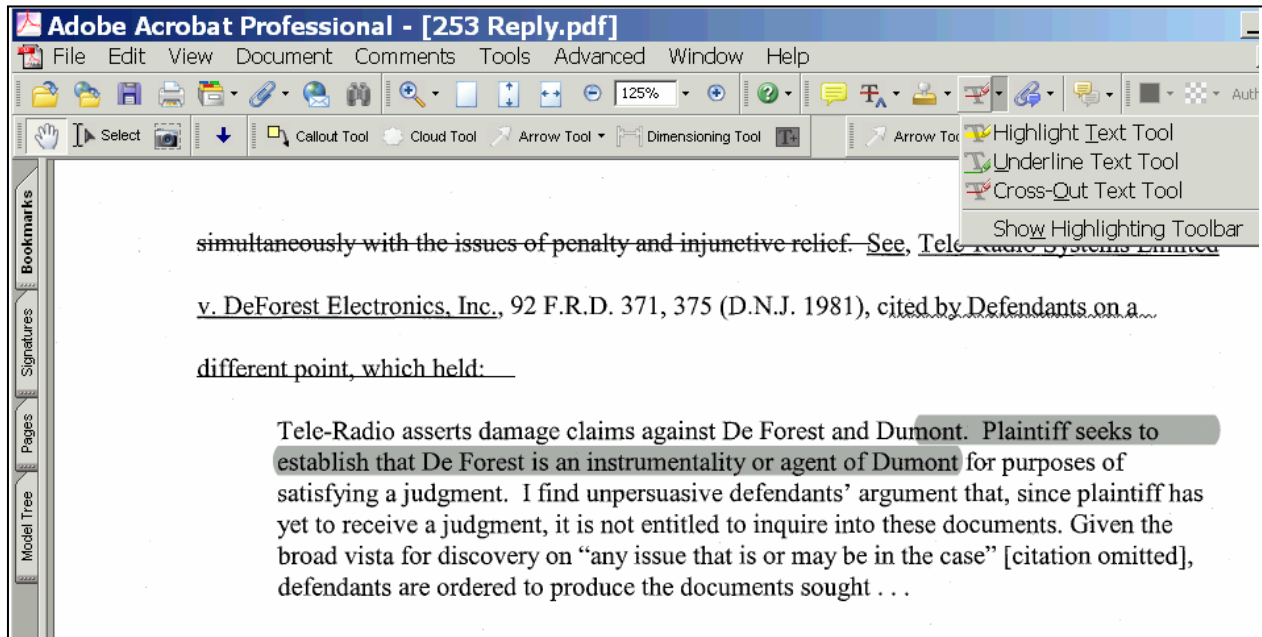 Adobe Acrobat Professional - [253 Reply.pdf]
File Edit View Document Comments Tools Advanced Window Help
125%
Select Callout Tool Cloud Tool Arrow Tool Dimensioning Tool
Highlight Text Tool
Underline Text Tool
Cross-Out Text Tool
Show Highlighting Toolbar
Bookmarks
Signatures
Pages
Model Tree
simultaneously with the issues of penalty and injunctive relief. See, Tele-Radio Systems Limited
v. DeForest Electronics, Inc., 92 F.R.D. 371, 375 (D.N.J. 1981), cited by Defendants on a
different point, which held:
Tele-Radio asserts damage claims against De Forest and Dumont. Plaintiff seeks to
establish that De Forest is an instrumentality or agent of Dumont for purposes of
satisfying a judgment. I find unpersuasive defendants’ argument that, since plaintiff has
yet to receive a judgment, it is not entitled to inquire into these documents. Given the
broad vista for discovery on “any issue that is or may be in the case” [citation omitted],
defendants are ordered to produce the documents sought . . .